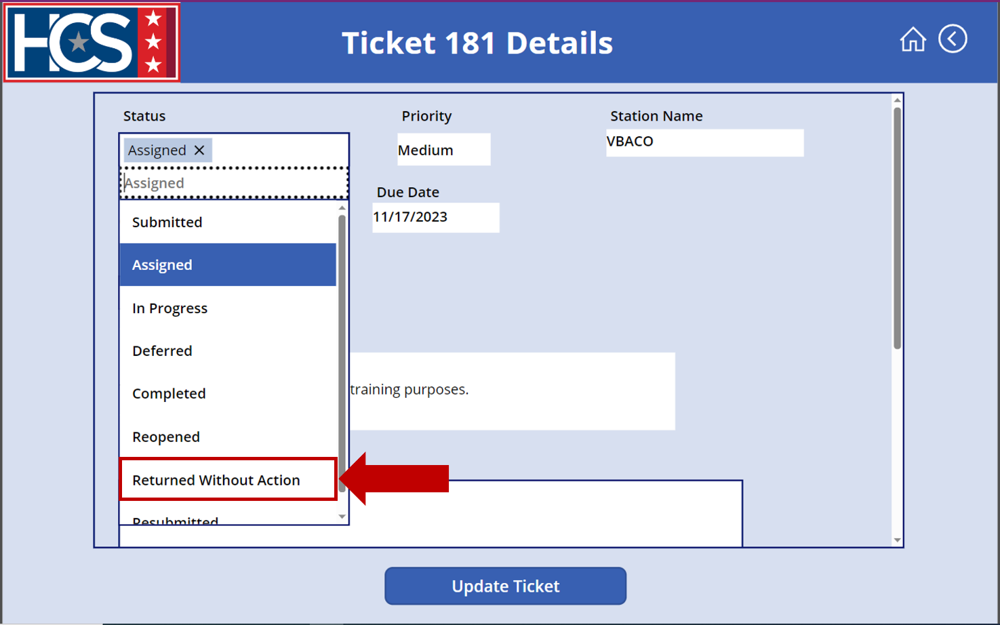 HCS
Ticket 181 Details
Status
Priority
Station Name
Assigned
Medium
VBACO
Assigned
Due Date
11/17/2023
Submitted
Assigned
In Progress
Deferred
training purposes.
Completed
Reopened
Returned Without Action
Resubmitted
Update Ticket